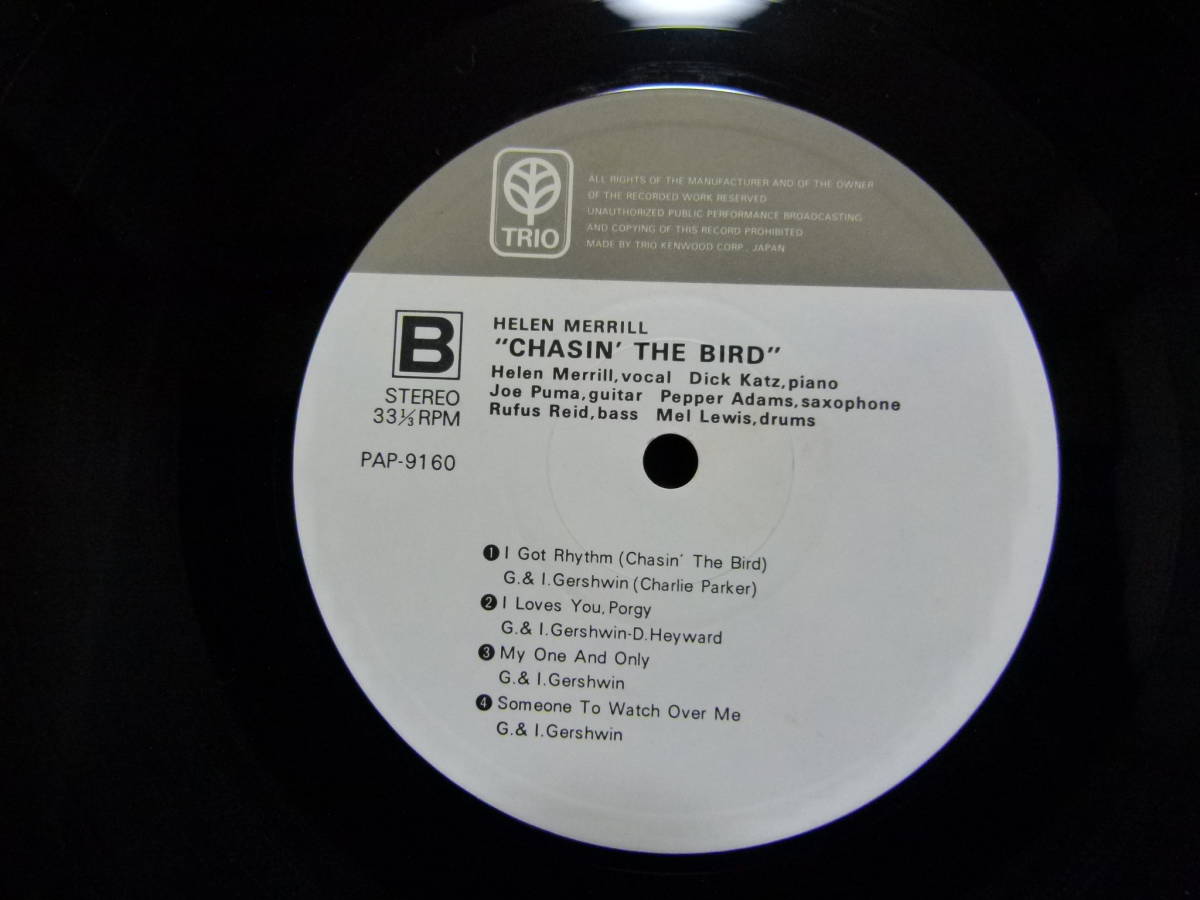 TRIO
ALL RIGHTS OF THE MANUFACTURER AND OF THE OWNER
OF THE RECORDED WORK RESERVED
UNAUTHORIZED PUBLIC PERFORMANCE BROADCASTING
AND COPYING OF THIS RECORD PROHIBITED
MADE BY TRIO KENWOOD CORP. JAPAN
B
STEREO
33⅓ RPM
PAP-9160
HELEN MERRILL
"CHASIN' THE BIRD"
Helen Merrill, vocal Dick Katz, piano
Joe Puma, guitar Pepper Adams, saxophone
Rufus Reid, bass Mel Lewis, drums
❶ I Got Rhythm (Chasin' The Bird)
G. & I. Gershwin (Charlie Parker)
❷ I Loves You, Porgy
G. & I. Gershwin-D. Heyward
❸ My One And Only
G. & I. Gershwin
❹ Someone To Watch Over Me
G. & I. Gershwin